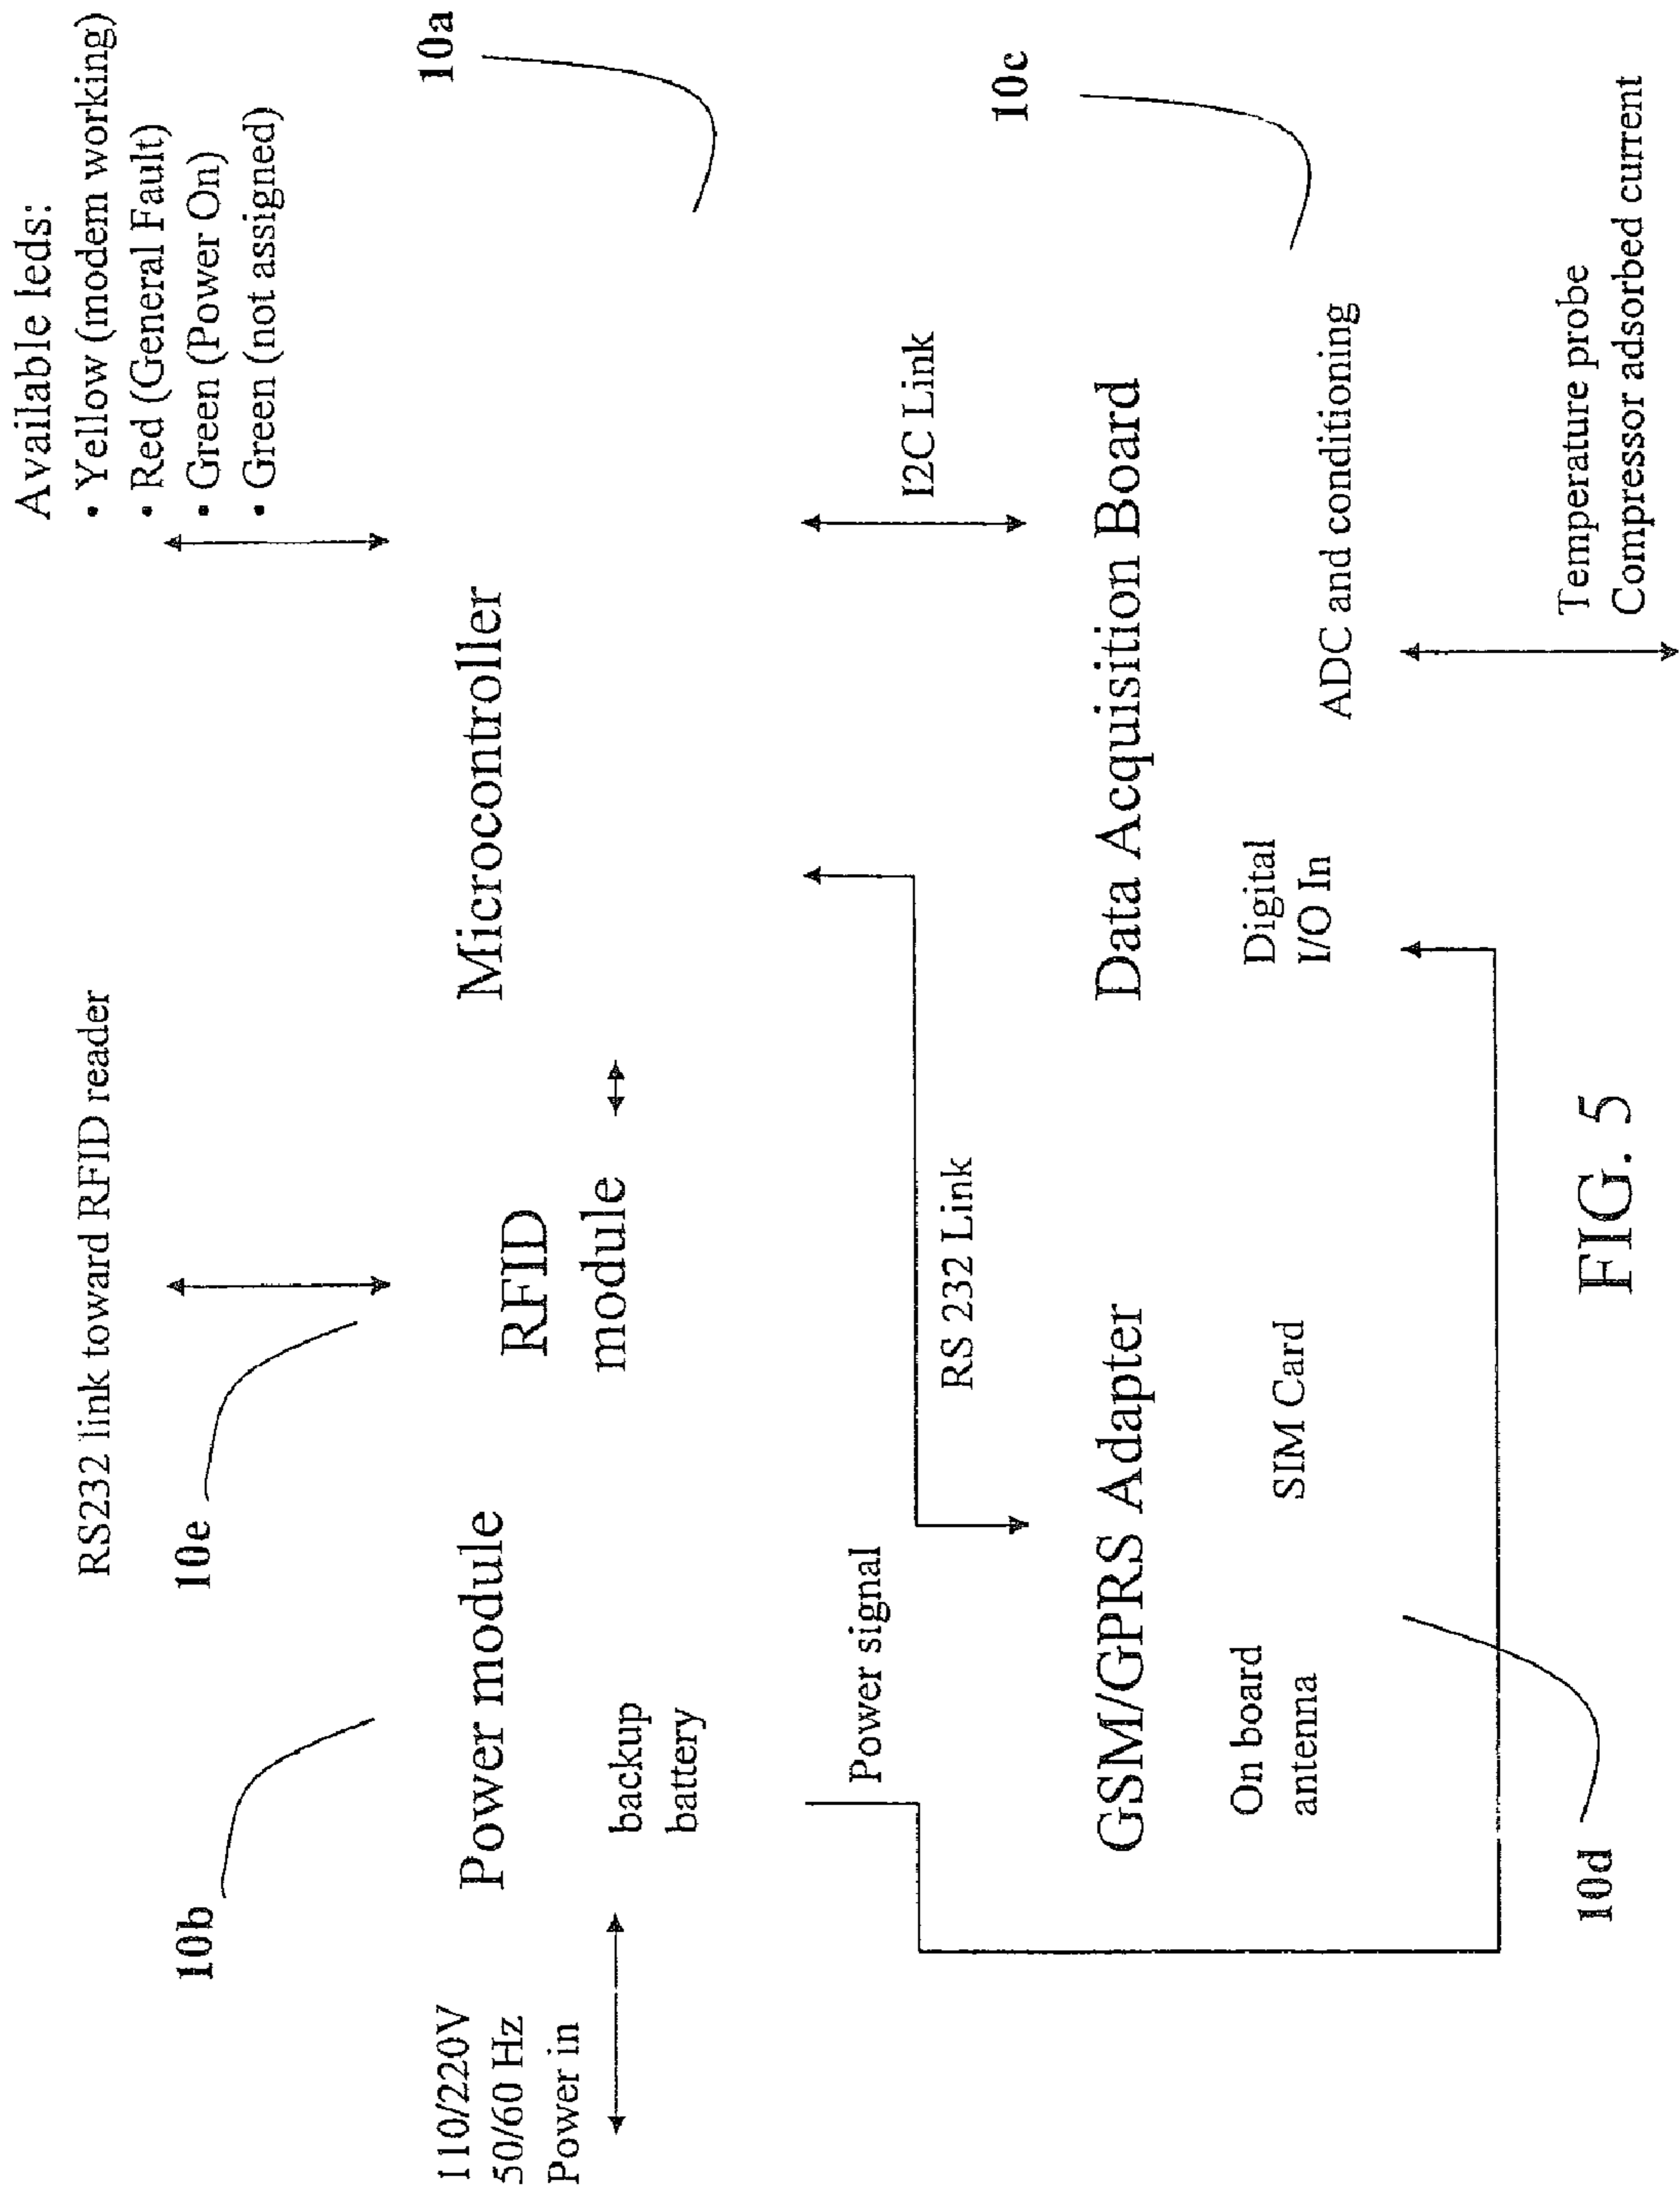 Available leds:
• Yellow (modem working)
• Red (General Fault)
• Green (Power On)
• Green (not assigned)
RS232 link toward RFID reader
10e
10b
10a
110/220V
50/60 Hz
Power in
Power module
backup
battery
RFID
module
Microcontroller
Power signal
RS 232 Link
I2C Link
10c
GSM/GPRS Adapter
On board
antenna
SIM Card
Data Acquisition Board
Digital
I/O In
ADC and conditioning
10d
Temperature probe
Compressor adsorbed current
FIG. 5